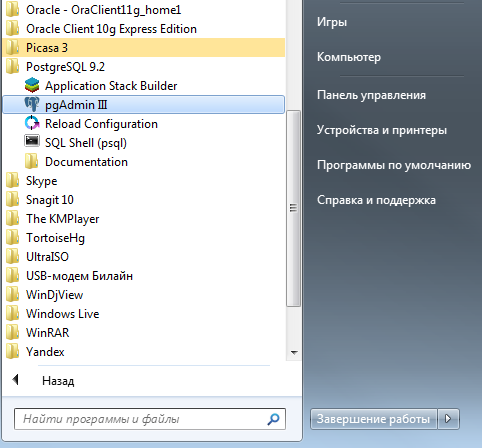 Oracle - OraClient11g_home1
Oracle Client 10g Express Edition
Picasa 3
PostgreSQL 9.2
Application Stack Builder
pgAdmin III
Reload Configuration
SQL Shell (psql)
Documentation
Skype
Snagit 10
The KMPlayer
TortoiseHg
UltraISO
USB-модем Билайн
WinDjView
Windows Live
WinRAR
Yandex
Назад
Найти программы и файлы
Игры
Компьютер
Панель управления
Устройства и принтеры
Программы по умолчанию
Справка и поддержка
Завершение работы